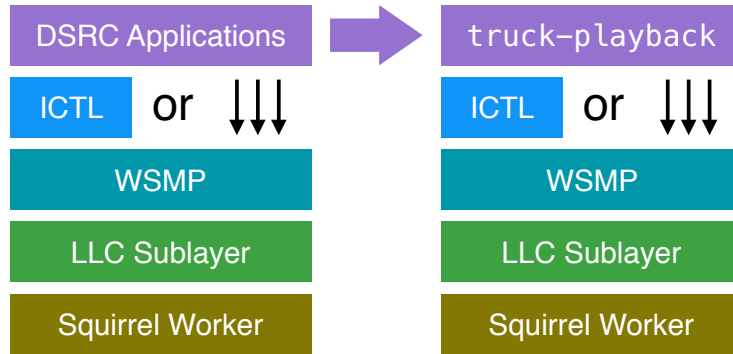 DSRC Applications
truck-playback
ICTL or
ICTL or
WSMP
WSMP
LLC Sublayer
LLC Sublayer
Squirrel Worker
Squirrel Worker